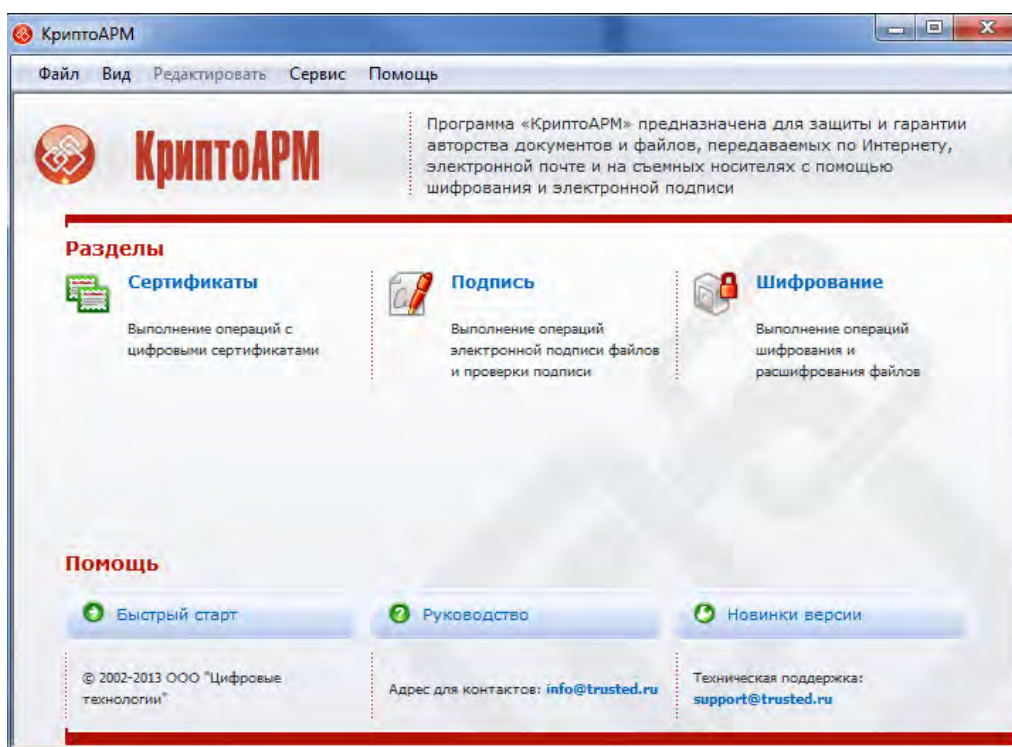 КриптоАРМ
Файл Вид Редактировать Сервис Помощь
КриптоАРМ
Программа «КриптоАРМ» предназначена для защиты и гарантии
авторства документов и файлов, передаваемых по Интернету,
электронной почте и на съемных носителях с помощью
шифрования и электронной подписи
Разделы
Сертификаты
Выполнение операций с
цифровыми сертификатами
Подпись
Выполнение операций
электронной подписи файлов
и проверки подписи
Шифрование
Выполнение операций
шифрования и
расшифрования файлов
Помощь
Быстрый старт
Руководство
Новинки версии
© 2002-2013 ООО "Цифровые
технологии"
Адрес для контактов: info@trusted.ru
Техническая поддержка:
support@trusted.ru